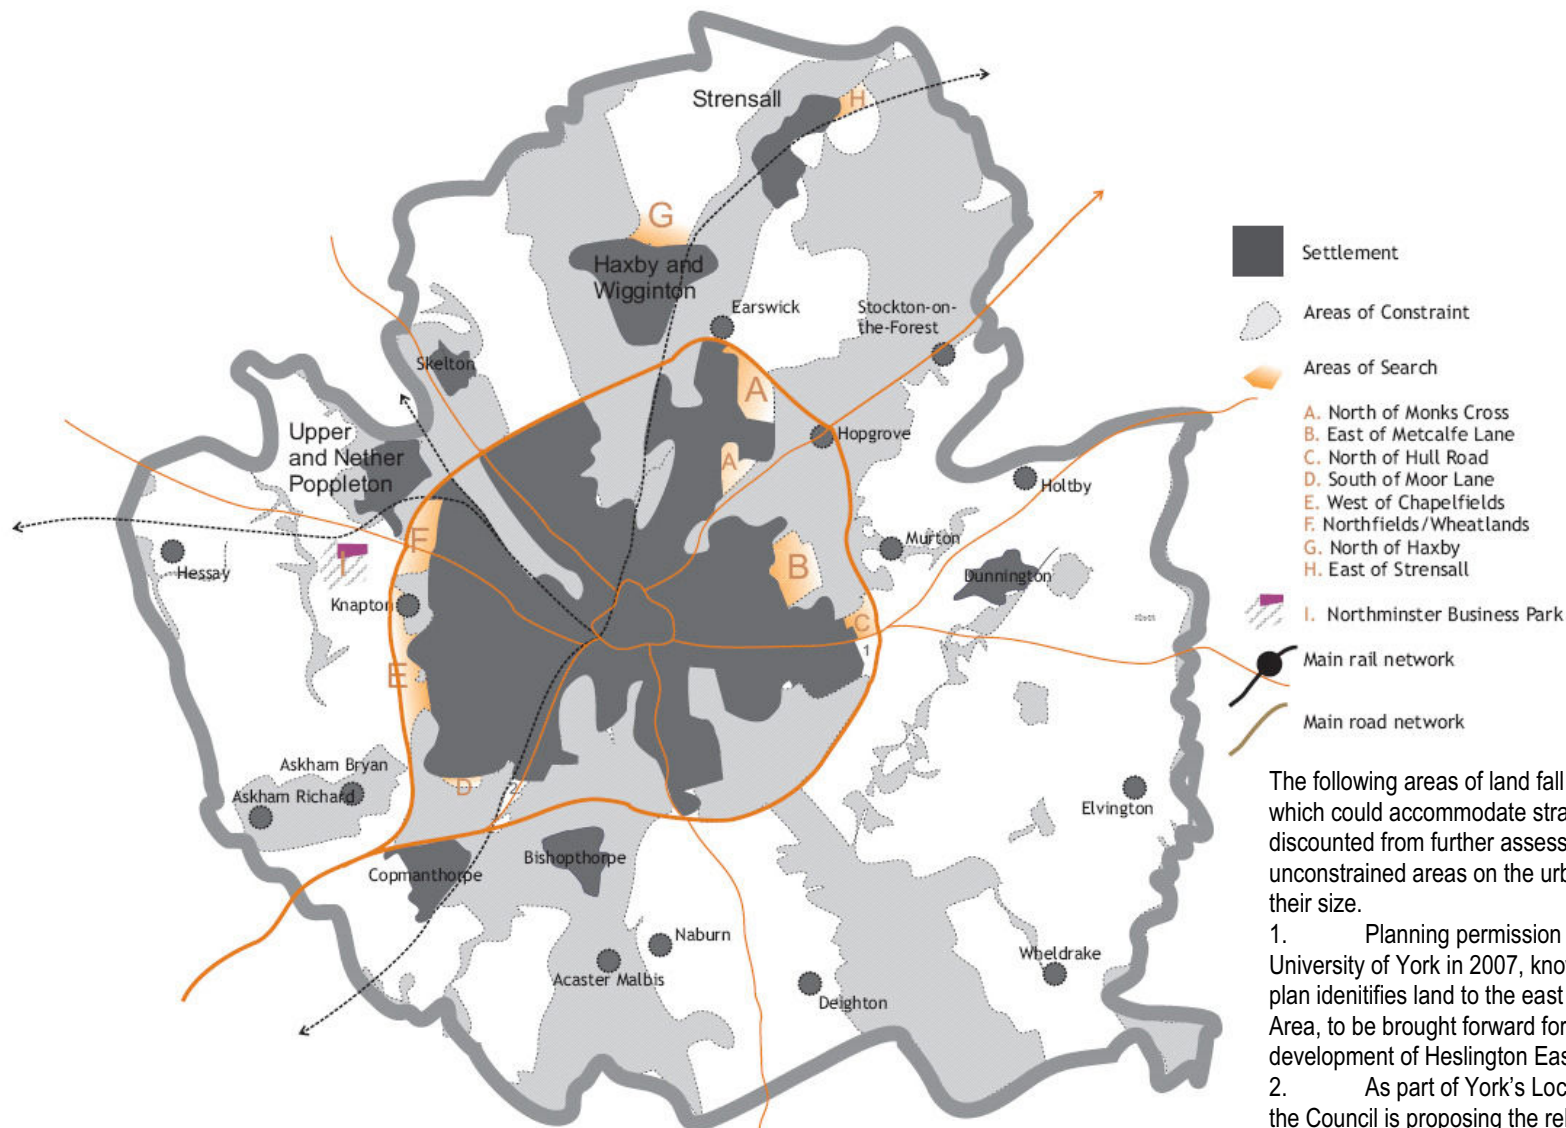 Strensall
H
G
Haxby and
Wigginton
Earswick
Stockton-on-
the-Forest
Skelton
A
Hopgrove
Upper
and Nether
Poppleton
A
Holtby
F
Murton
B
Dunnington
Hessay
I
Knapton
C
1
E
Askham Bryan
Askham Richard
D
2
Elvington
Copmanthorpe
Bishopthorpe
Naburn
Acaster Malbis
Deighton
Wheldrake
Settlement
Areas of Constraint
Areas of Search
A. North of Monks Cross
B. East of Metcalfe Lane
C. North of Hull Road
D. South of Moor Lane
E. West of Chapelfields
F. Northfields/Wheatlands
G. North of Haxby
H. East of Strensall
I. Northminster Business Park
Main rail network
Main road network
The following areas of land fall
which could accommodate stra
discounted from further assess
unconstrained areas on the urb
their size.
1. Planning permission
University of York in 2007, kno
plan idenitifies land to the east
Area, to be brought forward for
development of Heslington Eas
2. As part of York's Loc
the Council is proposing the rel